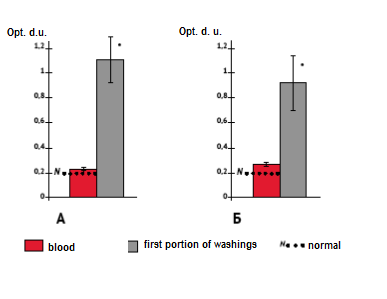 Opt. d.u.
1,2
1
0,8
0,6
0,4
0,2
0
N
А
Opt. d. u.
1,2
1
0,8
0,6
0,4
0,2
0
N
Б
blood
first portion of washings
N normal